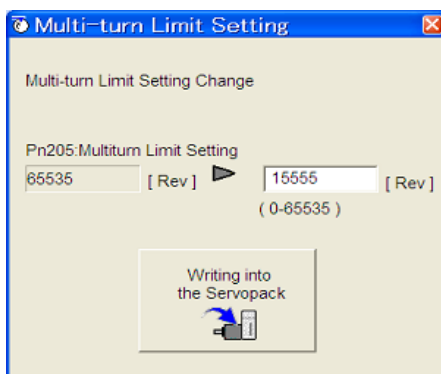 Multi-turn Limit Setting
Multi-turn Limit Setting Change
Pn205:Multiturn Limit Setting
65535 [ Rev ] 15555 [ Rev ]
( 0-65535 )
Writing into
the Servopack